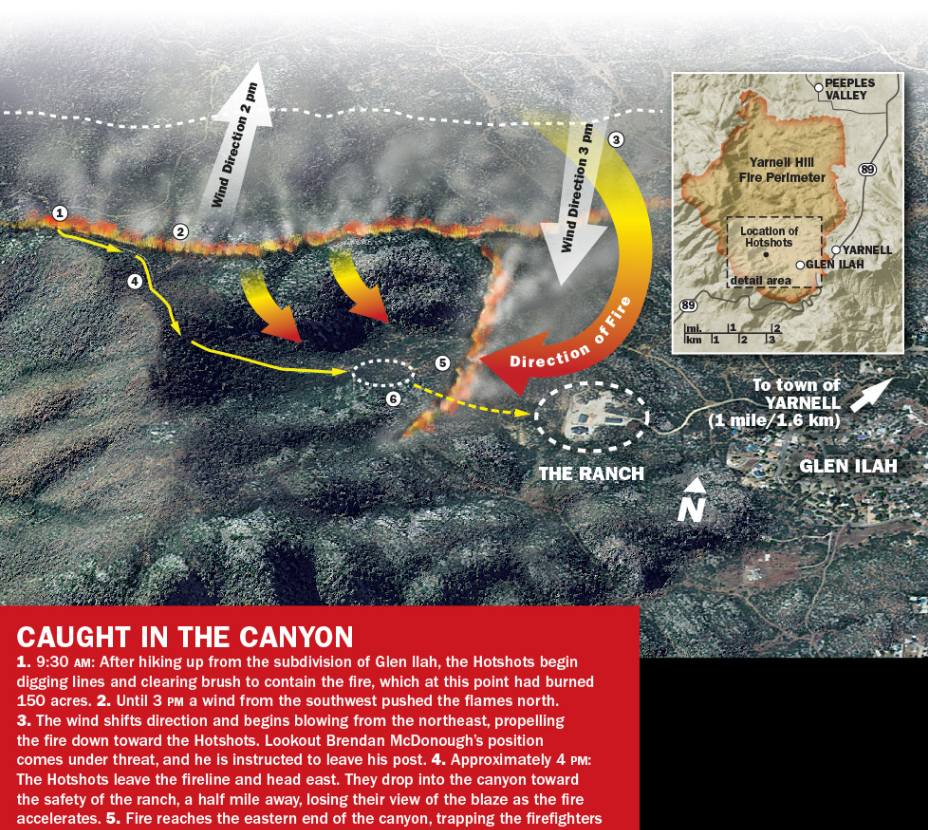 PEEPLES
VALLEY
Wind Direction 2 pm
Wind Direction 3 pm
3
Yarnell Hill
Fire Perimeter
89
1
2
Location of
Hotshots
YARNELL
GLEN ILAH
detail area
4
89
mi. 1 2
km 1 2 3
Direction of Fire
5
6
To town of
YARNELL
(1 mile/1.6 km)
THE RANCH
GLEN ILAH
N
CAUGHT IN THE CANYON
1. 9:30 AM: After hiking up from the subdivision of Glen Ilah, the Hotshots begin
digging lines and clearing brush to contain the fire, which at this point had burned
150 acres. 2. Until 3 PM a wind from the southwest pushed the flames north.
3. The wind shifts direction and begins blowing from the northeast, propelling
the fire down toward the Hotshots. Lookout Brendan McDonough's position
comes under threat, and he is instructed to leave his post. 4. Approximately 4 PM:
The Hotshots leave the fireline and head east. They drop into the canyon toward
the safety of the ranch, a half mile away, losing their view of the blaze as the fire
accelerates. 5. Fire reaches the eastern end of the canyon, trapping the firefighters